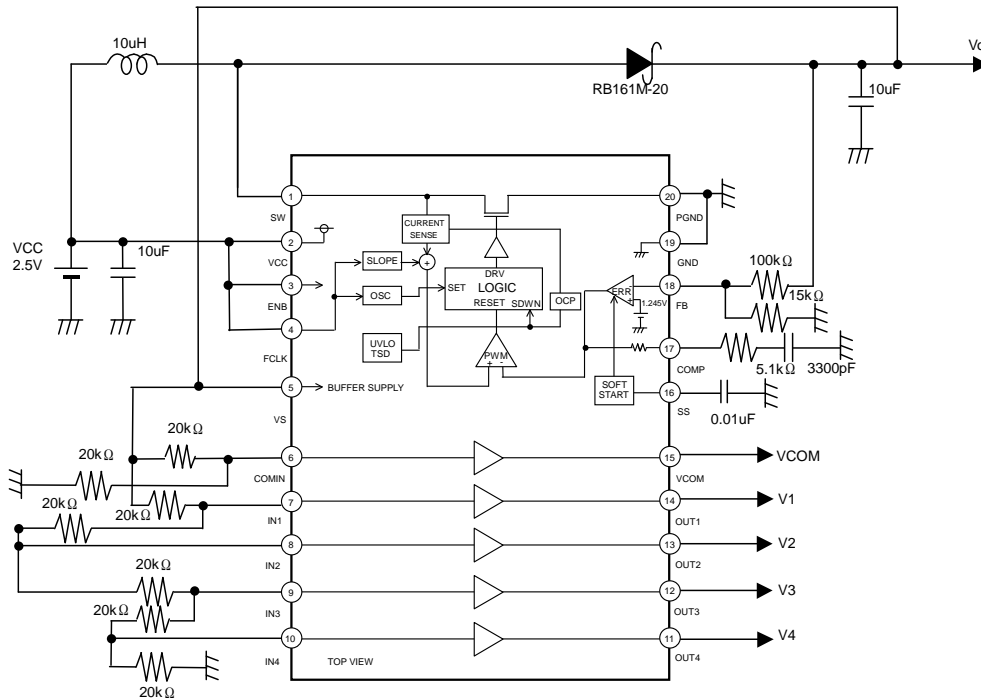 10uH
Vo
RB161M-20
10uF
1
20
SW
PGND
CURRENT
SENSE
VCC
2.5V
10uF
2
19
VCC
GND
SLOPE
+
DRV
LOGIC
100kΩ
3
18
ENB
FB
OSC
SET
RESET
SDWN
OCP
ERR
+
1.245V
15kΩ
4
17
FCLK
COMP
UVLO
TSD
PWM
+ -
5.1kΩ
3300pF
5
BUFFER SUPPLY
SOFT
START
16
VS
SS
0.01uF
20kΩ
20kΩ
6
15
VCOM
COMIN
VCOM
20kΩ
20kΩ
7
14
V1
IN1
OUT1
8
13
V2
IN2
OUT2
20kΩ
9
12
V3
20kΩ
IN3
OUT3
10
11
V4
IN4
TOP VIEW
OUT4
20kΩ